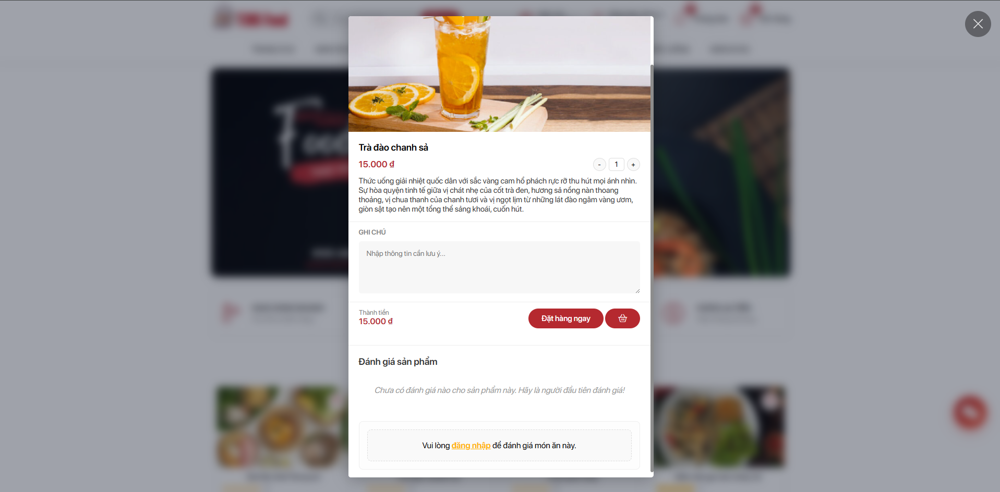 Trà đào chanh sả
15.000 ₫
- 1 +
Thức uống giải nhiệt quốc dân với sắc vàng cam hổ phách rực rỡ thu hút mọi ánh nhìn.
Sự hòa quyện tinh tế giữa vị chát nhẹ của cốt trà đen, hương sả nồng nàn thoang
thoảng, vị chua thanh của chanh tươi và vị ngọt lịm từ những lát đào ngâm vàng ươm,
giòn sật tạo nên một tổng thể sảng khoái, cuốn hút.
GHI CHÚ
Nhập thông tin cần lưu ý...
Thành tiền
15.000 ₫
Đặt hàng ngay
Đánh giá sản phẩm
Chưa có đánh giá nào cho sản phẩm này. Hãy là người đầu tiên đánh giá!
Vui lòng đăng nhập để đánh giá món ăn này.